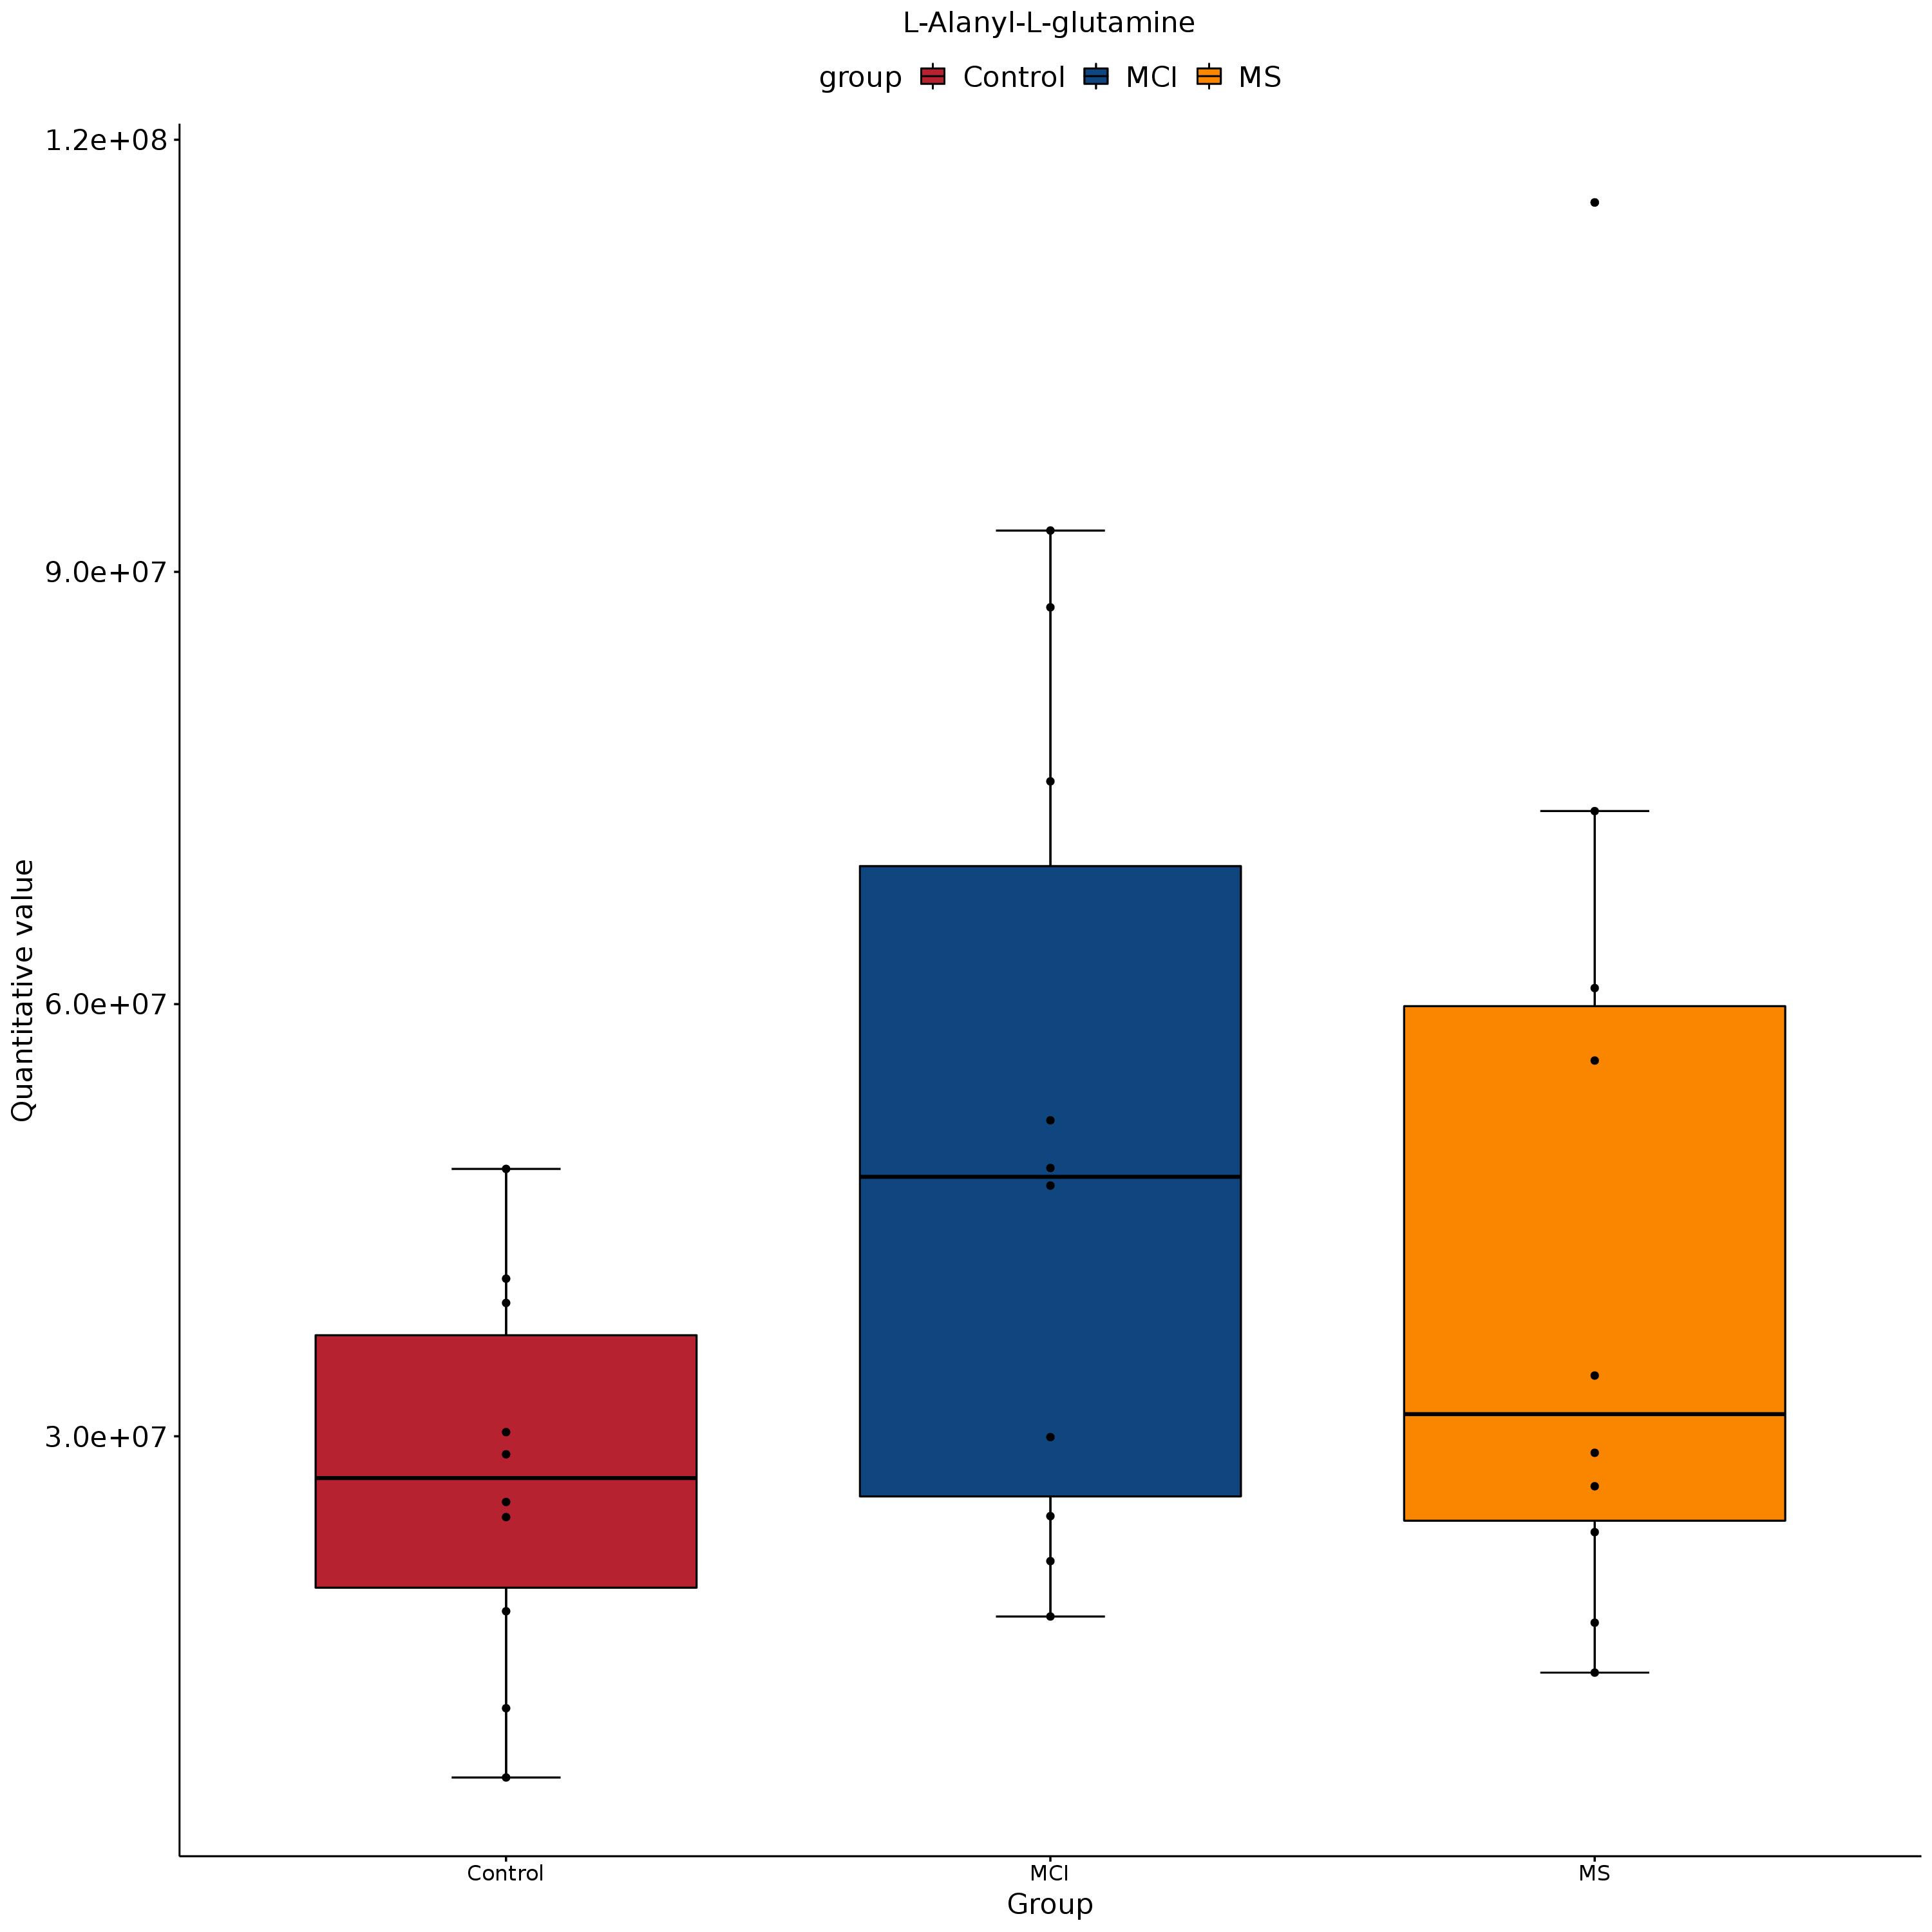 L-Alanyl-L-glutamine
group Control MCI MS
1.2e+08
9.0e+07
6.0e+07
3.0e+07
Quantitative value
Control MCI MS
Group